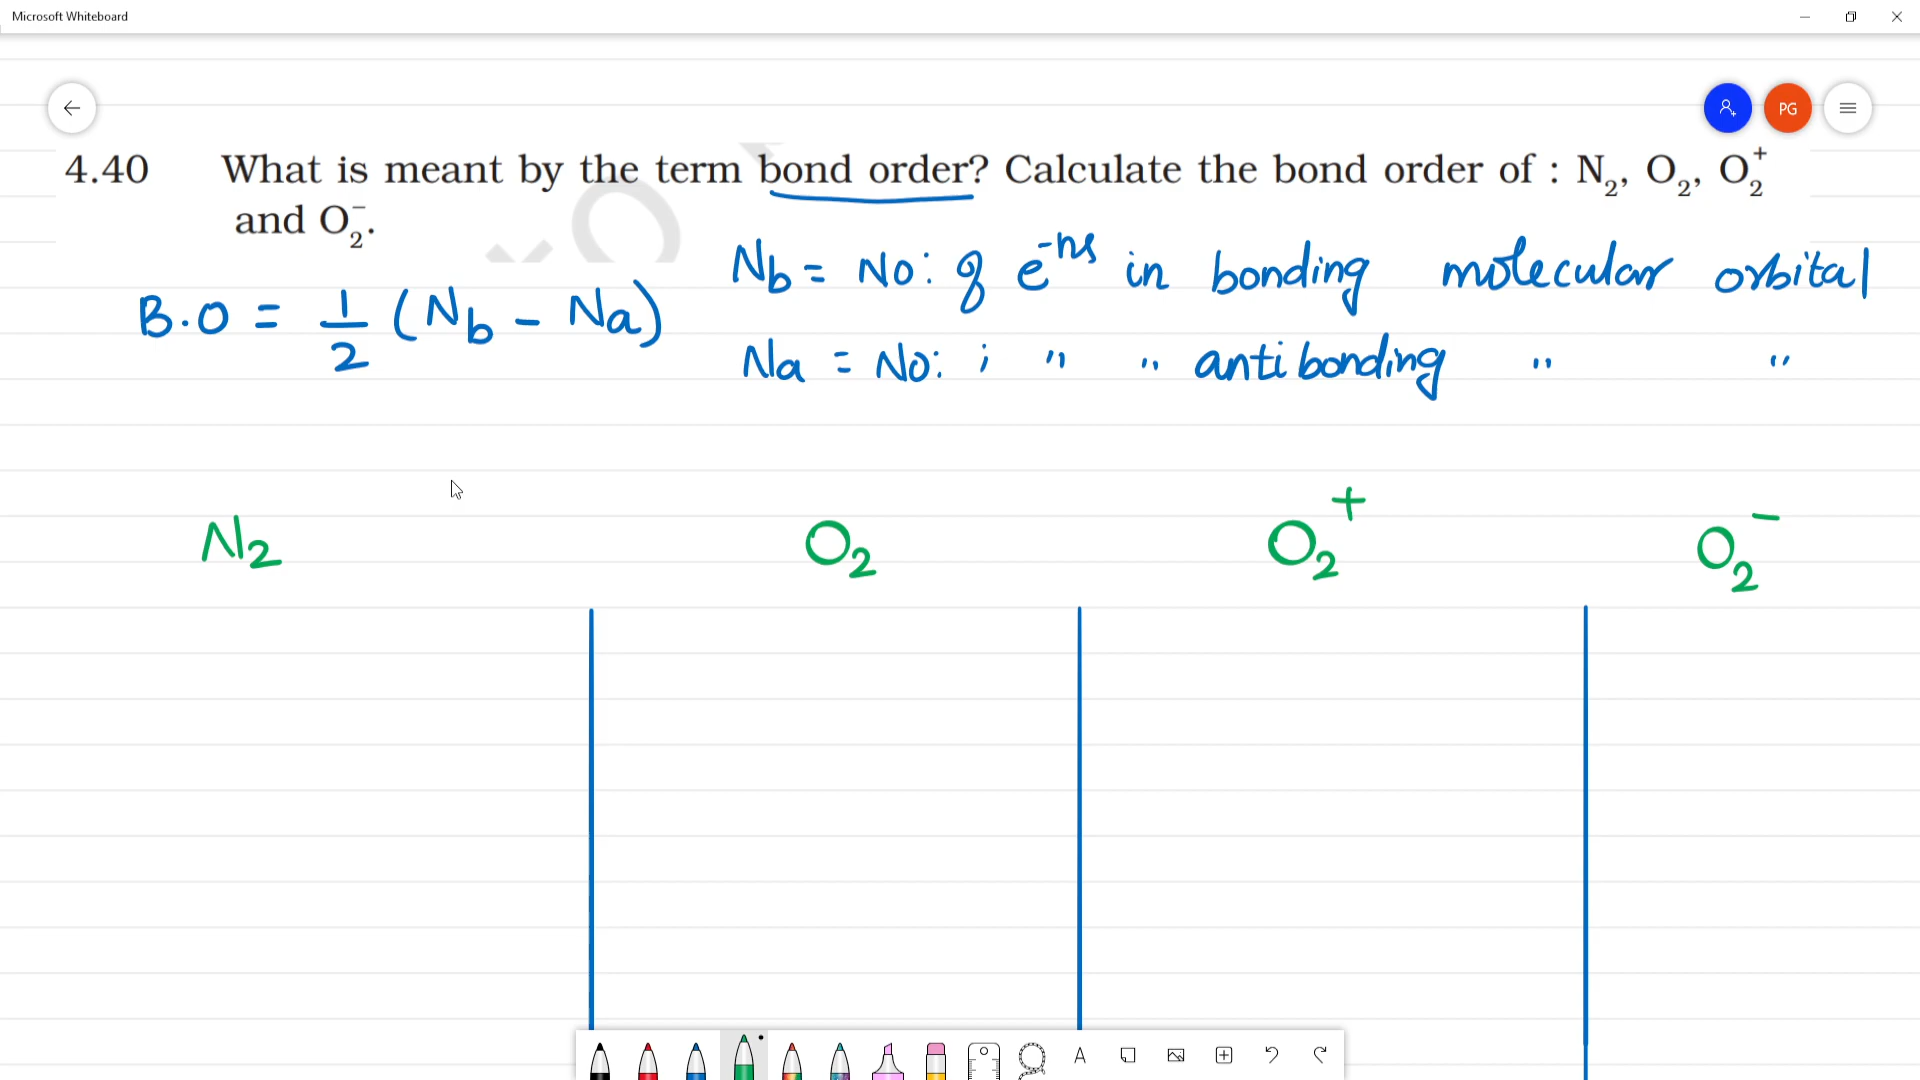 Microsoft Whiteboard
PG
4.40 What is meant by the term bond order? Calculate the bond order of : N₂, O₂, O₂⁺
and O₂⁻.
N_b = No: of e^-ns in bonding molecular orbital
B.O = 1/2 (N_b - Na)
Na = No: ; " " antibonding " "
N₂ O₂ O₂⁺ O₂⁻
A